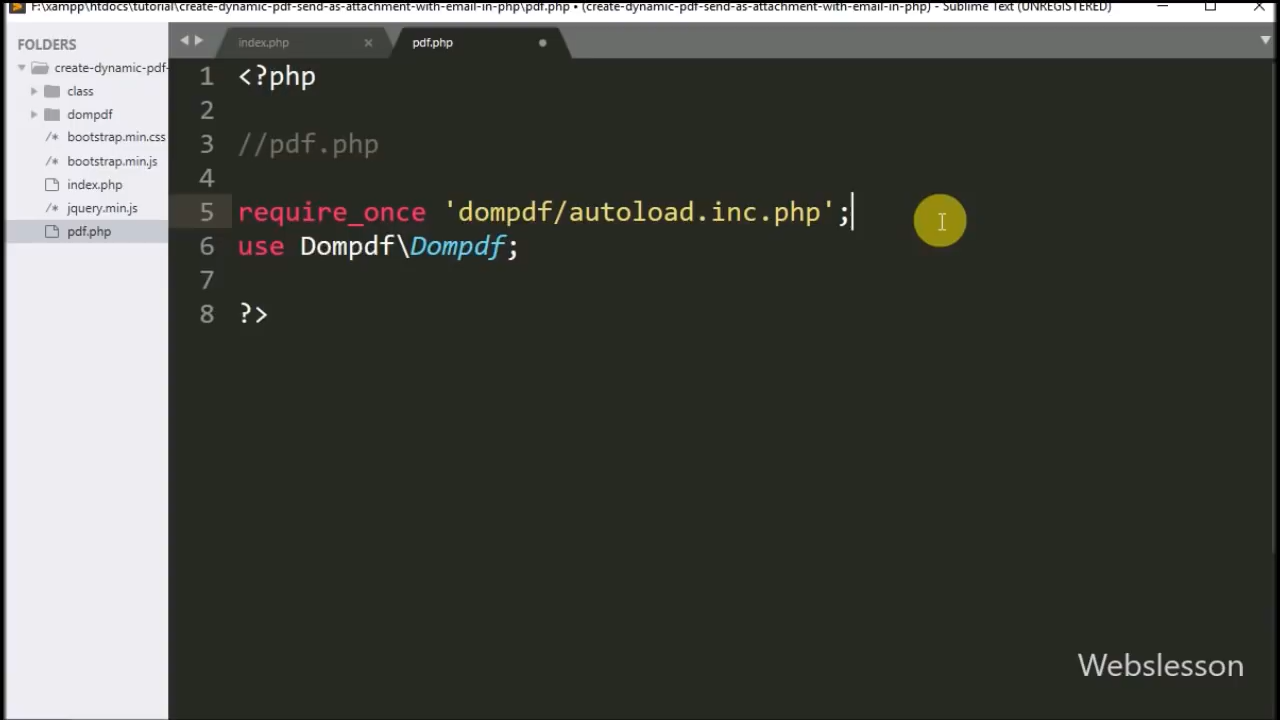 F:\xampp\htdocs\tutorial\create-dynamic-pdf-send-as-attachment-with-email-in-php\pdf.php • (create-dynamic-pdf-send-as-attachment-with-email-in-php) - Sublime Text (UNREGISTERED)
FOLDERS
create-dynamic-pdf-
class
dompdf
/* bootstrap.min.css
/* bootstrap.min.js
index.php
/* jquery.min.js
pdf.php
index.php
pdf.php
1 <?php
2
3 //pdf.php
4
5 require_once 'dompdf/autoload.inc.php';
6 use Dompdf\Dompdf;
7
8 ?>
Webslesson